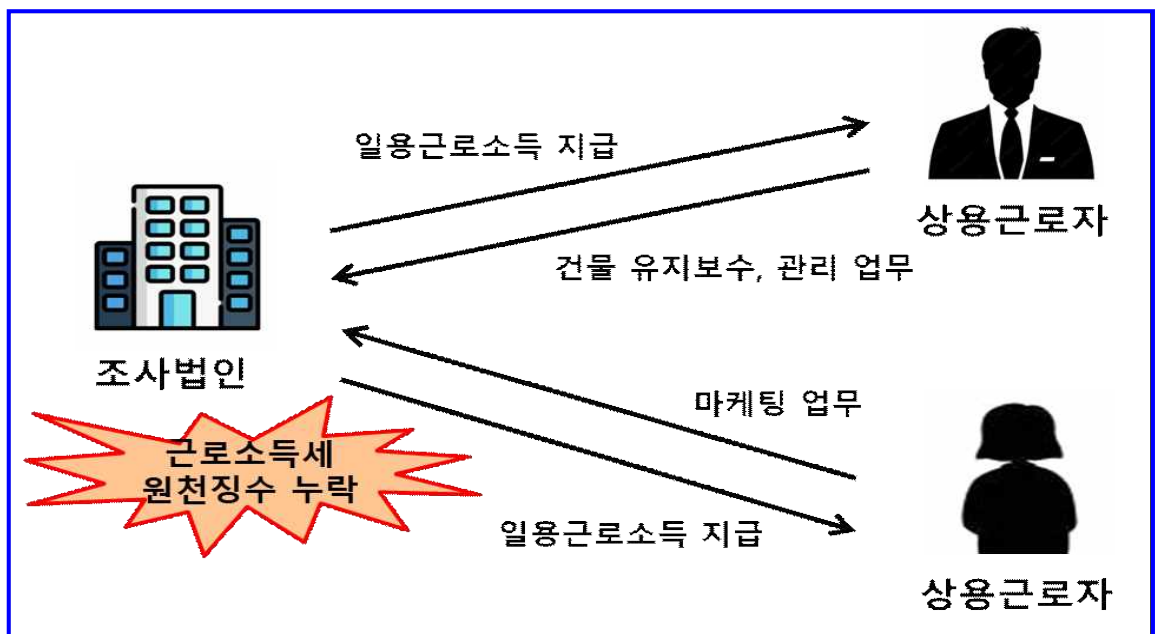 일용근로소득 지급
상용근로자
건물 유지보수, 관리 업무
조사법인
마케팅 업무
근로소득세
원천징수 누락
일용근로소득 지급
상용근로자